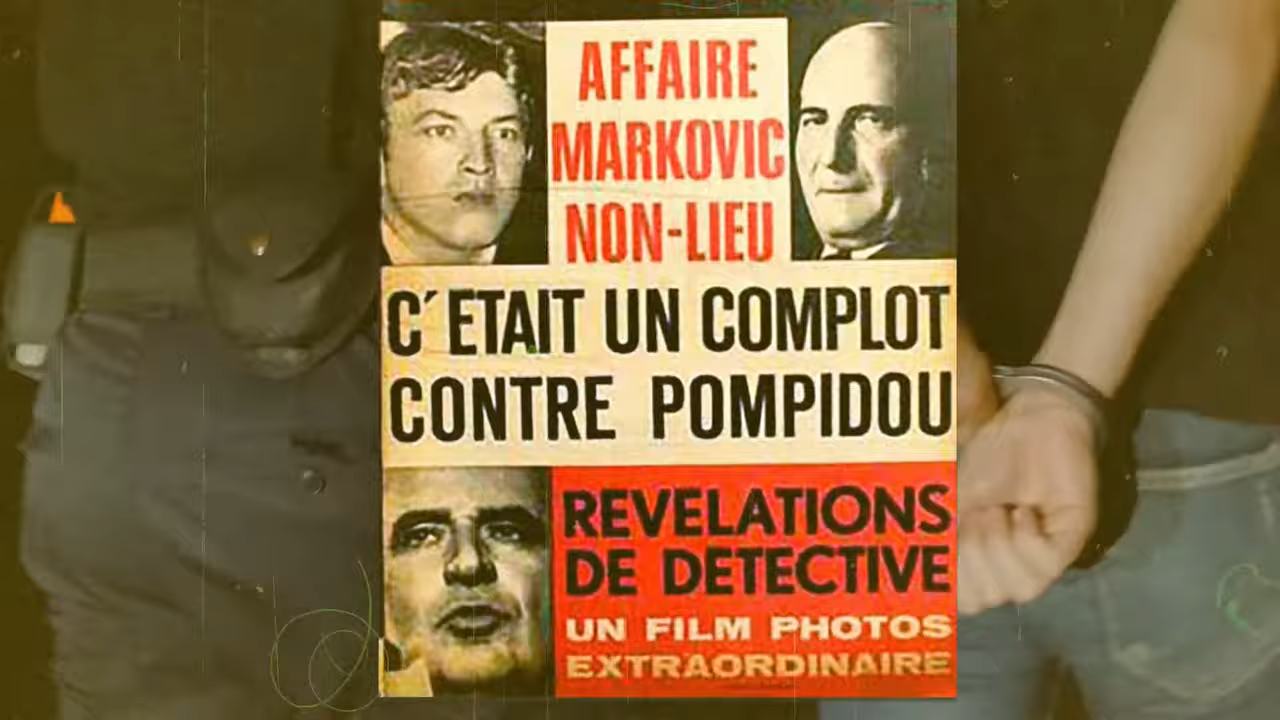 AFFAIRE
MARKOVIC
NON-LIEU
C´ETAIT UN COMPLOT
CONTRE POMPIDOU
REVELATIONS
DE DETECTIVE
UN FILM PHOTOS
EXTRAORDINAIRE